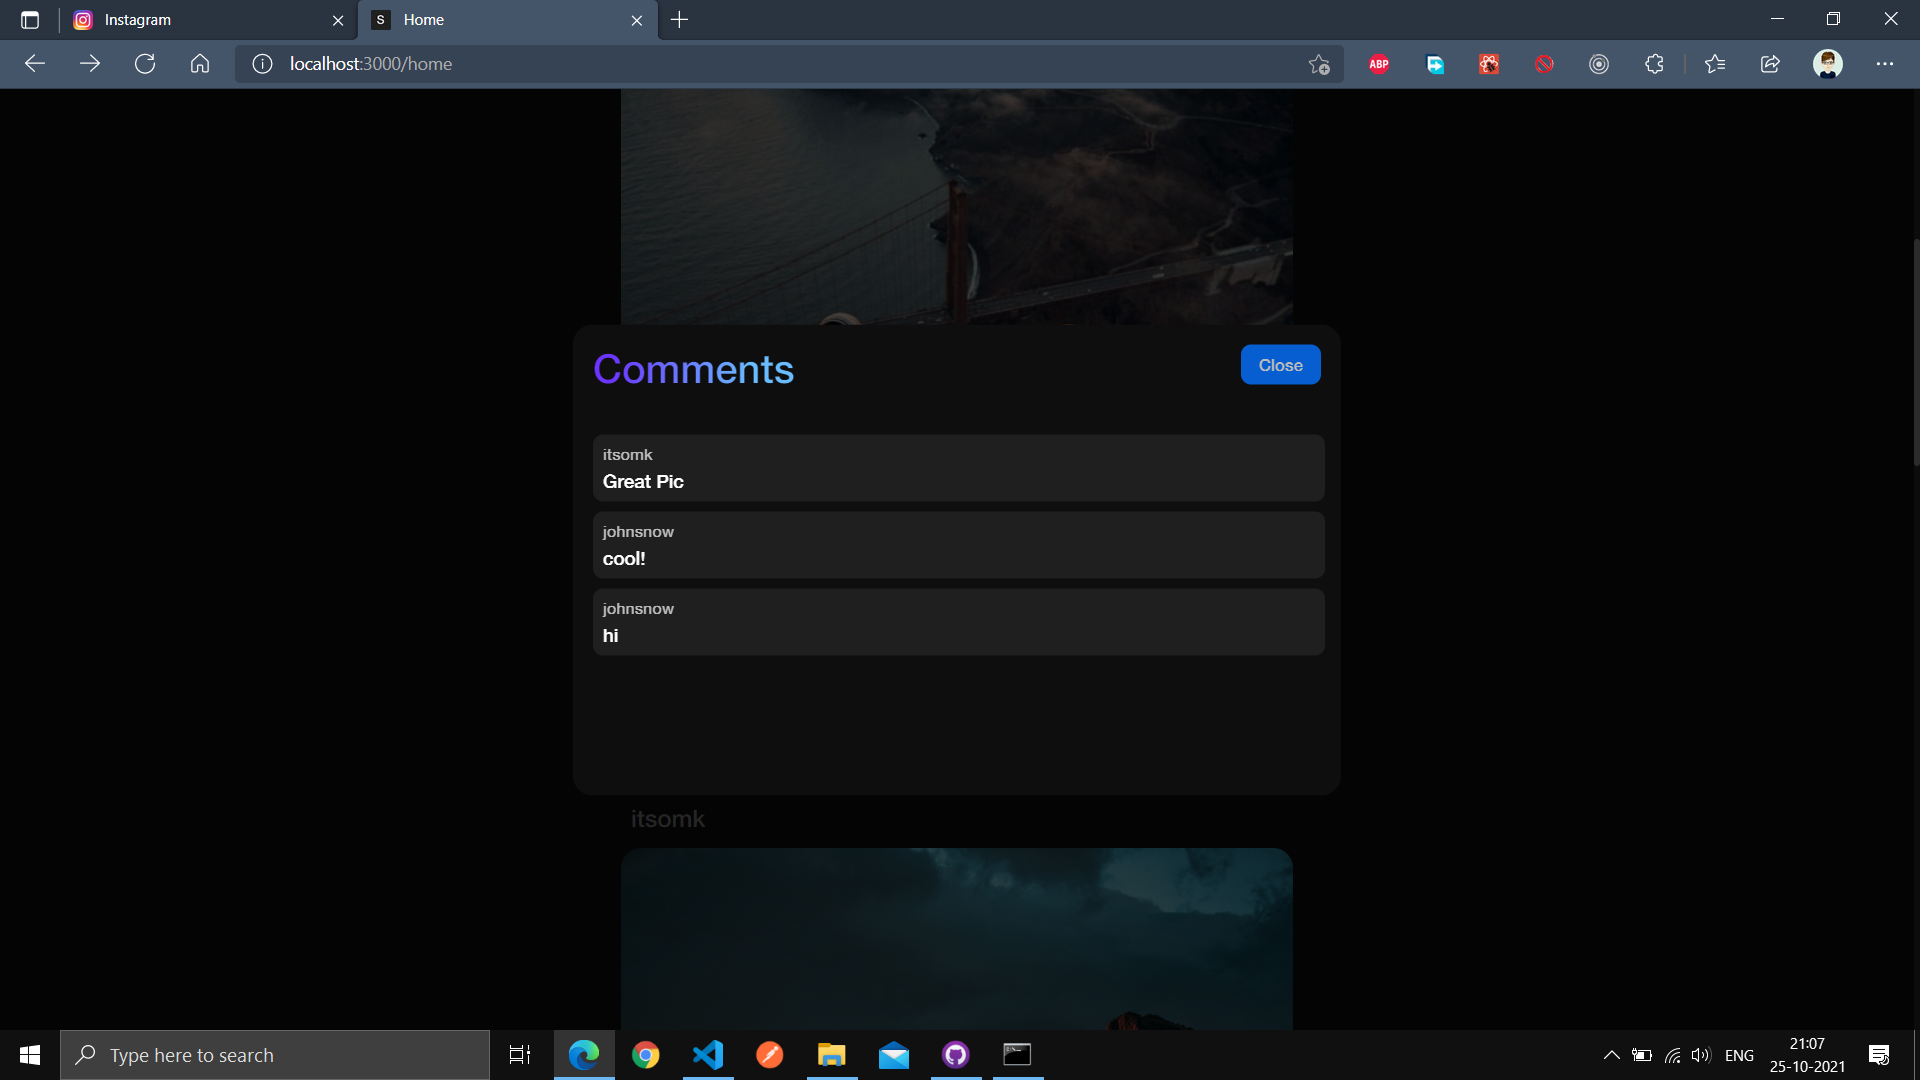 Instagram
S Home
localhost:3000/home
ABP
Comments
Close
itsomk
Great Pic
johnsnow
cool!
johnsnow
hi
itsomk
Type here to search
ENG
21:07
25-10-2021